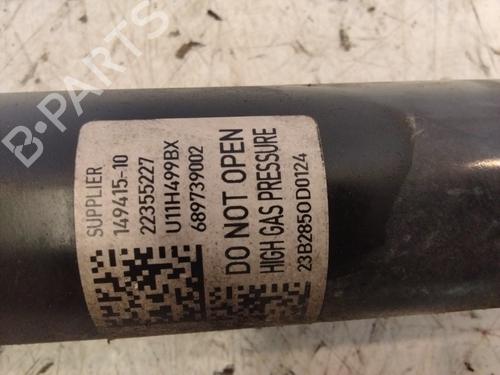 B-PARTS
SUPPLIER
149415-10
22355227
U11H499BX
689739002
DO NOT OPEN
HIGH GAS PRESSURE
23B2850D0124